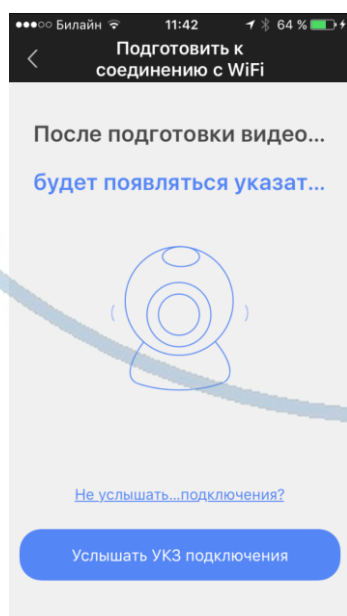 Билайн 11:42 64 %
Подготовить к
соединению с WiFi
После подготовки видео...
будет появляться указат...
Не услышать...подключения?
Услышать УКЗ подключения